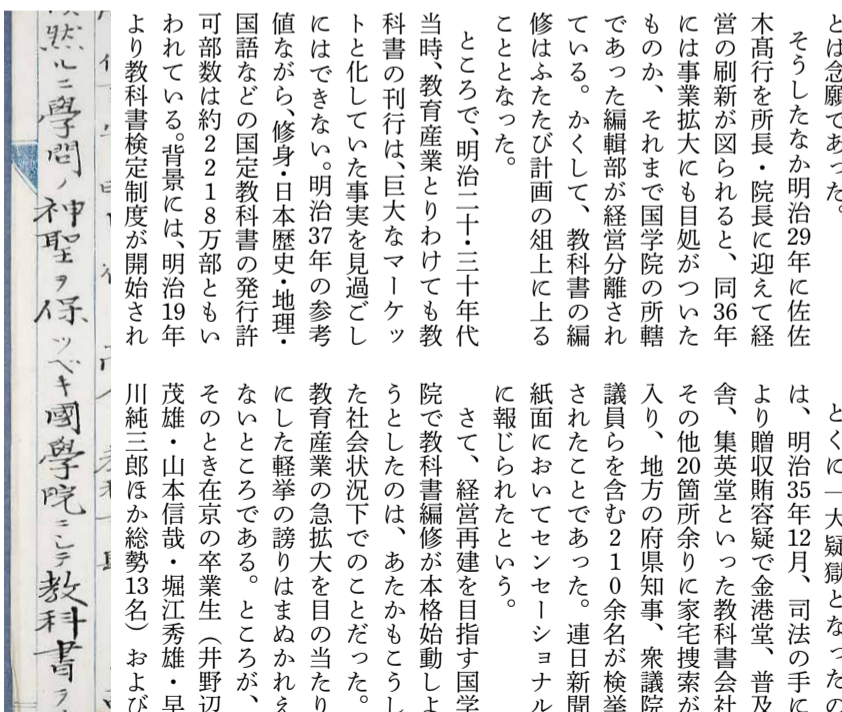 とは念願であった。
そうしたなか明治29年に佐佐
木髙行を所長・院長に迎えて経
営の刷新が図られると、同36年
には事業拡大にも目処がついた
ものか、それまで国学院の所轄
であった編輯部が経営分離され
ている。かくして、教科書の編
修はふたたび計画の俎上に上る
こととなった。
ところで、明治二十・三十年代
当時、教育産業とりわけても教
科書の刊行は、巨大なマーケッ
トと化していた事実を見過ごし
にはできない。明治37年の参考
値ながら、修身・日本歴史・地理・
国語などの国定教科書の発行許
可部数は約2218万部ともい
われている。背景には、明治19年
より教科書検定制度が開始され
とくに一大疑獄となったの
は、明治35年12月、司法の手に
より贈収賄容疑で金港堂、普及
舎、集英堂といった教科書会社
その他20箇所余りに家宅捜索が
入り、地方の府県知事、衆議院
議員らを含む210余名が検挙
されたことであった。連日新聞
紙面においてセンセーショナル
に報じられたという。
さて、経営再建を目指す国学
院で教科書編修が本格始動しよ
うとしたのは、あたかもこうし
た社会状況下でのことだった。
教育産業の急拡大を目の当たり
にした軽挙の謗りはまぬかれえ
ないところである。ところが、
そのとき在京の卒業生（井野辺
茂雄・山本信哉・堀江秀雄・早
川純三郎ほか総勢13名）および
然ルニ學問ノ神聖ヲ保ツベキ國學院ニシテ教科書ヲ